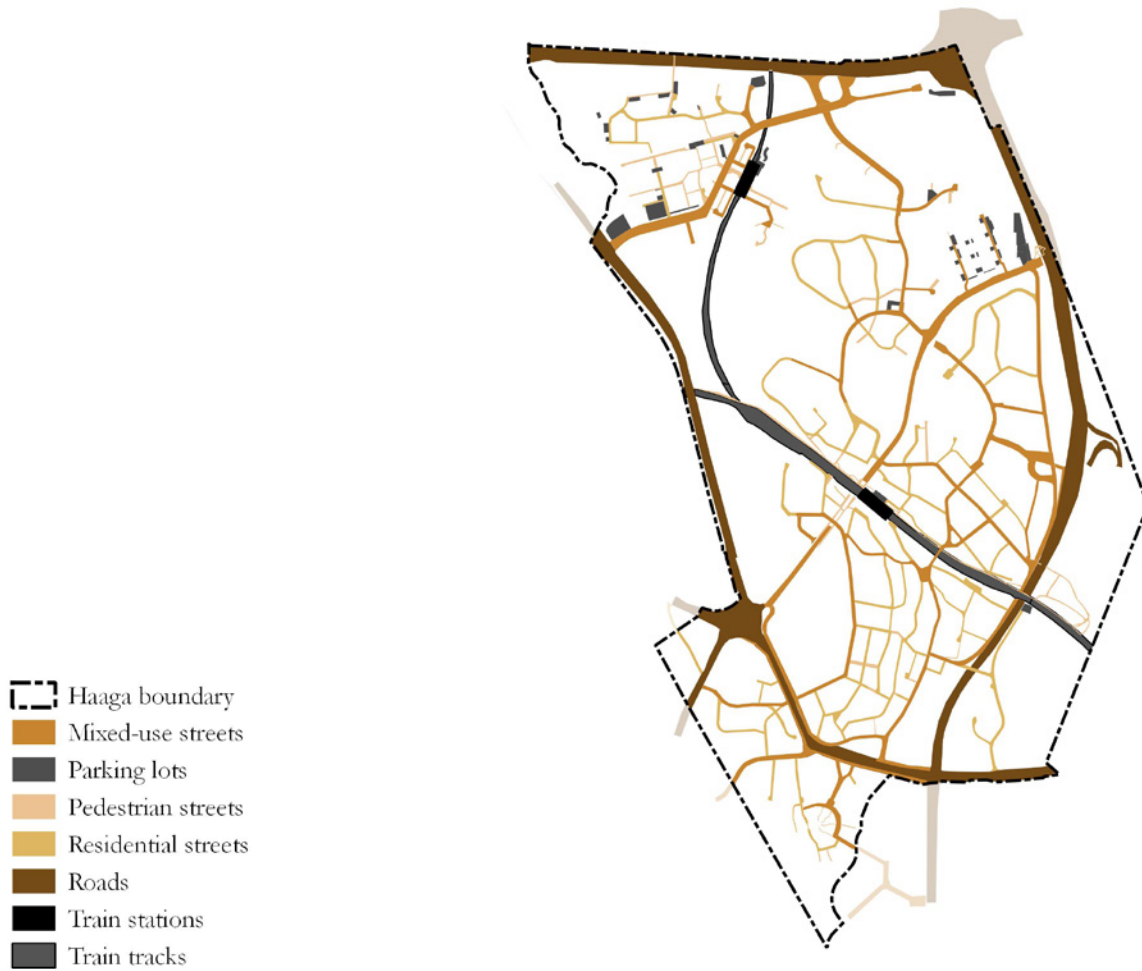 Haaga boundary
Mixed-use streets
Parking lots
Pedestrian streets
Residential streets
Roads
Train stations
Train tracks